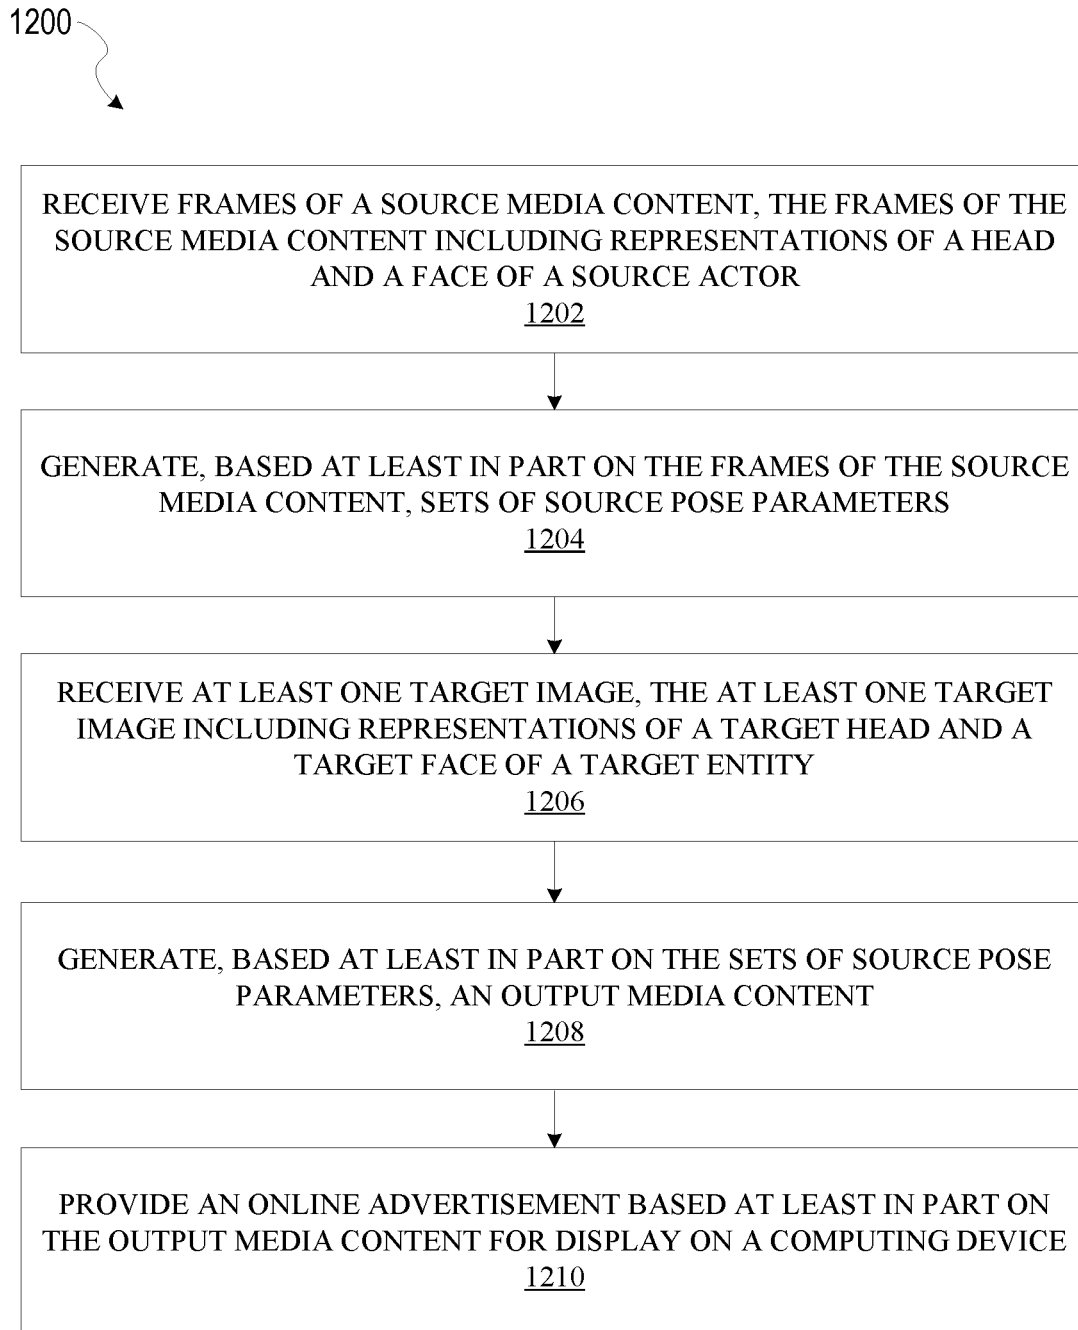 1200
RECEIVE FRAMES OF A SOURCE MEDIA CONTENT, THE FRAMES OF THE
SOURCE MEDIA CONTENT INCLUDING REPRESENTATIONS OF A HEAD
AND A FACE OF A SOURCE ACTOR
1202
GENERATE, BASED AT LEAST IN PART ON THE FRAMES OF THE SOURCE
MEDIA CONTENT, SETS OF SOURCE POSE PARAMETERS
1204
RECEIVE AT LEAST ONE TARGET IMAGE, THE AT LEAST ONE TARGET
IMAGE INCLUDING REPRESENTATIONS OF A TARGET HEAD AND A
TARGET FACE OF A TARGET ENTITY
1206
GENERATE, BASED AT LEAST IN PART ON THE SETS OF SOURCE POSE
PARAMETERS, AN OUTPUT MEDIA CONTENT
1208
PROVIDE AN ONLINE ADVERTISEMENT BASED AT LEAST IN PART ON
THE OUTPUT MEDIA CONTENT FOR DISPLAY ON A COMPUTING DEVICE
1210